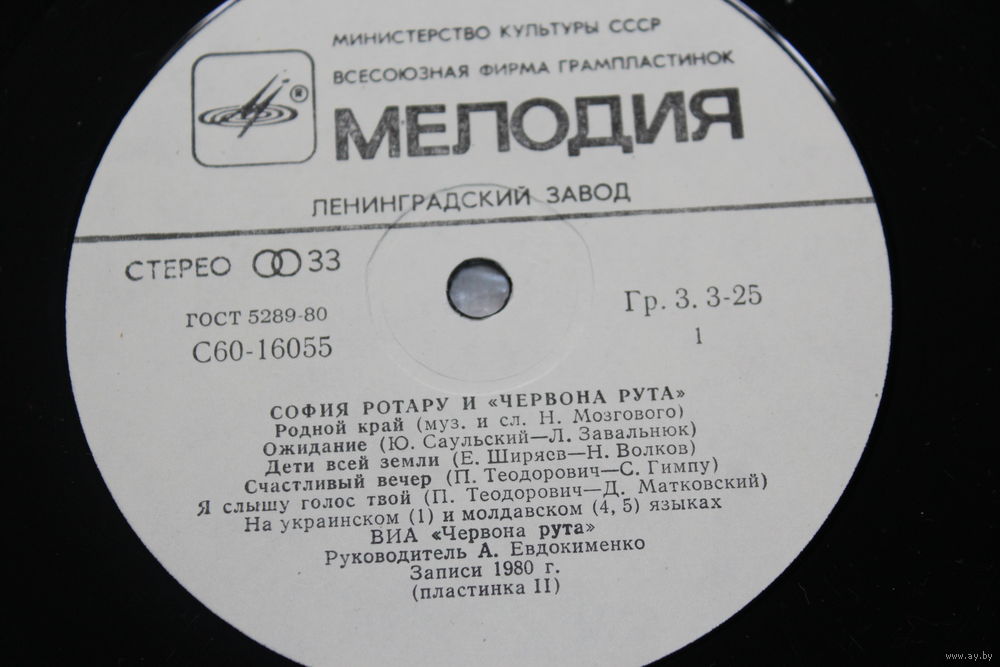 МИНИСТЕРСТВО КУЛЬТУРЫ СССР
ВСЕСОЮЗНАЯ ФИРМА ГРАМПЛАСТИНОК
МЕЛОДИЯ
ЛЕНИНГРАДСКИЙ ЗАВОД
СТЕРЕО 33
ГОСТ 5289-80
С60-16055
Гр. 3. 3-25
1
СОФИЯ РОТАРУ И «ЧЕРВОНА РУТА»
Родной край (муз. и сл. Н. Мозгового)
Ожидание (Ю. Саульский—Л. Завальнюк)
Дети всей земли (Е. Ширяев—Н. Волков)
Счастливый вечер (П. Теодорович—С. Гимпу)
Я слышу голос твой (П. Теодорович—Д. Матковский)
На украинском (1) и молдавском (4, 5) языках
ВИА «Червона рута»
Руководитель А. Евдокименко
Записи 1980 г.
(пластинка II)
www.ay.by